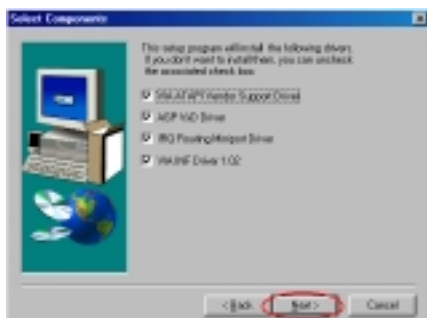 Select Components
This setup program will install the following drivers.
If you don't want to install them, you can uncheck
the associated check box.
VIA ATAPI Vendor Support Driver
AGP VxD Driver
IRQ Routing Miniport Driver
VIA INF Driver 1.02
< Back
Next >
Cancel